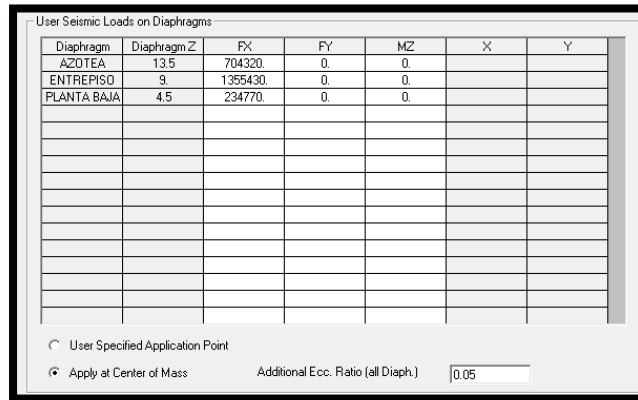 User Seismic Loads on Diaphragms
Diaphragm Diaphragm Z FX FY MZ X Y
AZOTEA 13.5 704320. 0. 0.
ENTREPISO 9. 1355430. 0. 0.
PLANTA BAJA 4.5 234770. 0. 0.
User Specified Application Point
Apply at Center of Mass Additional Ecc. Ratio (all Diaph.) 0.05